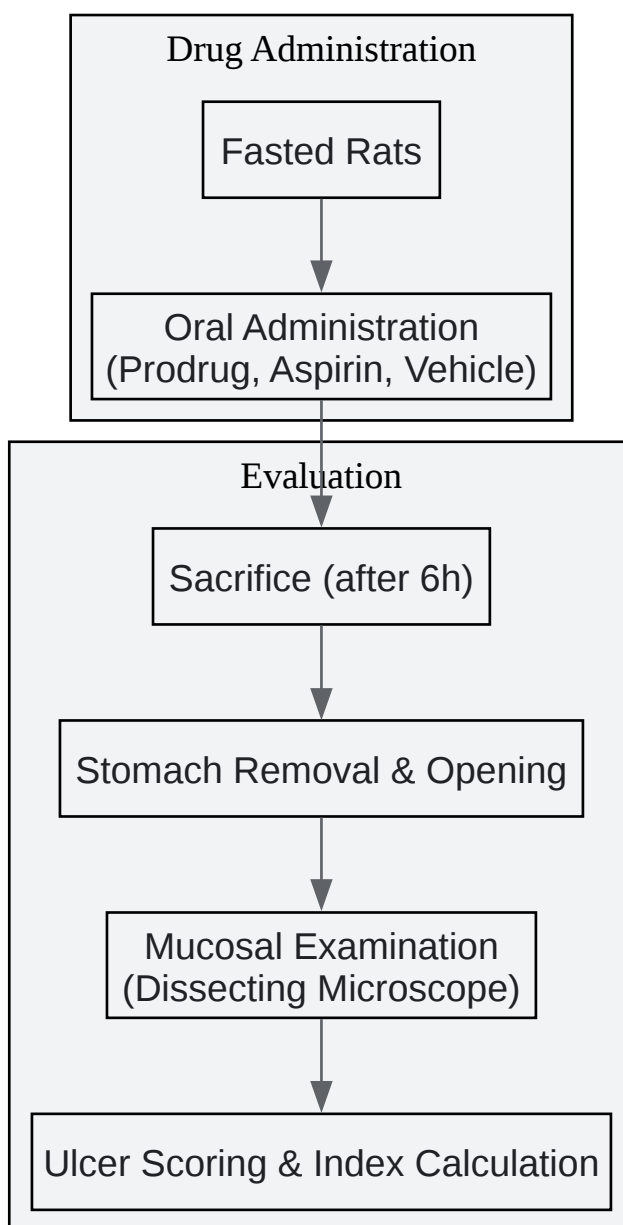 Drug Administration
Fasted Rats
Oral Administration
(Prodrug, Aspirin, Vehicle)
Evaluation
Sacrifice (after 6h)
Stomach Removal & Opening
Mucosal Examination
(Dissecting Microscope)
Ulcer Scoring & Index Calculation